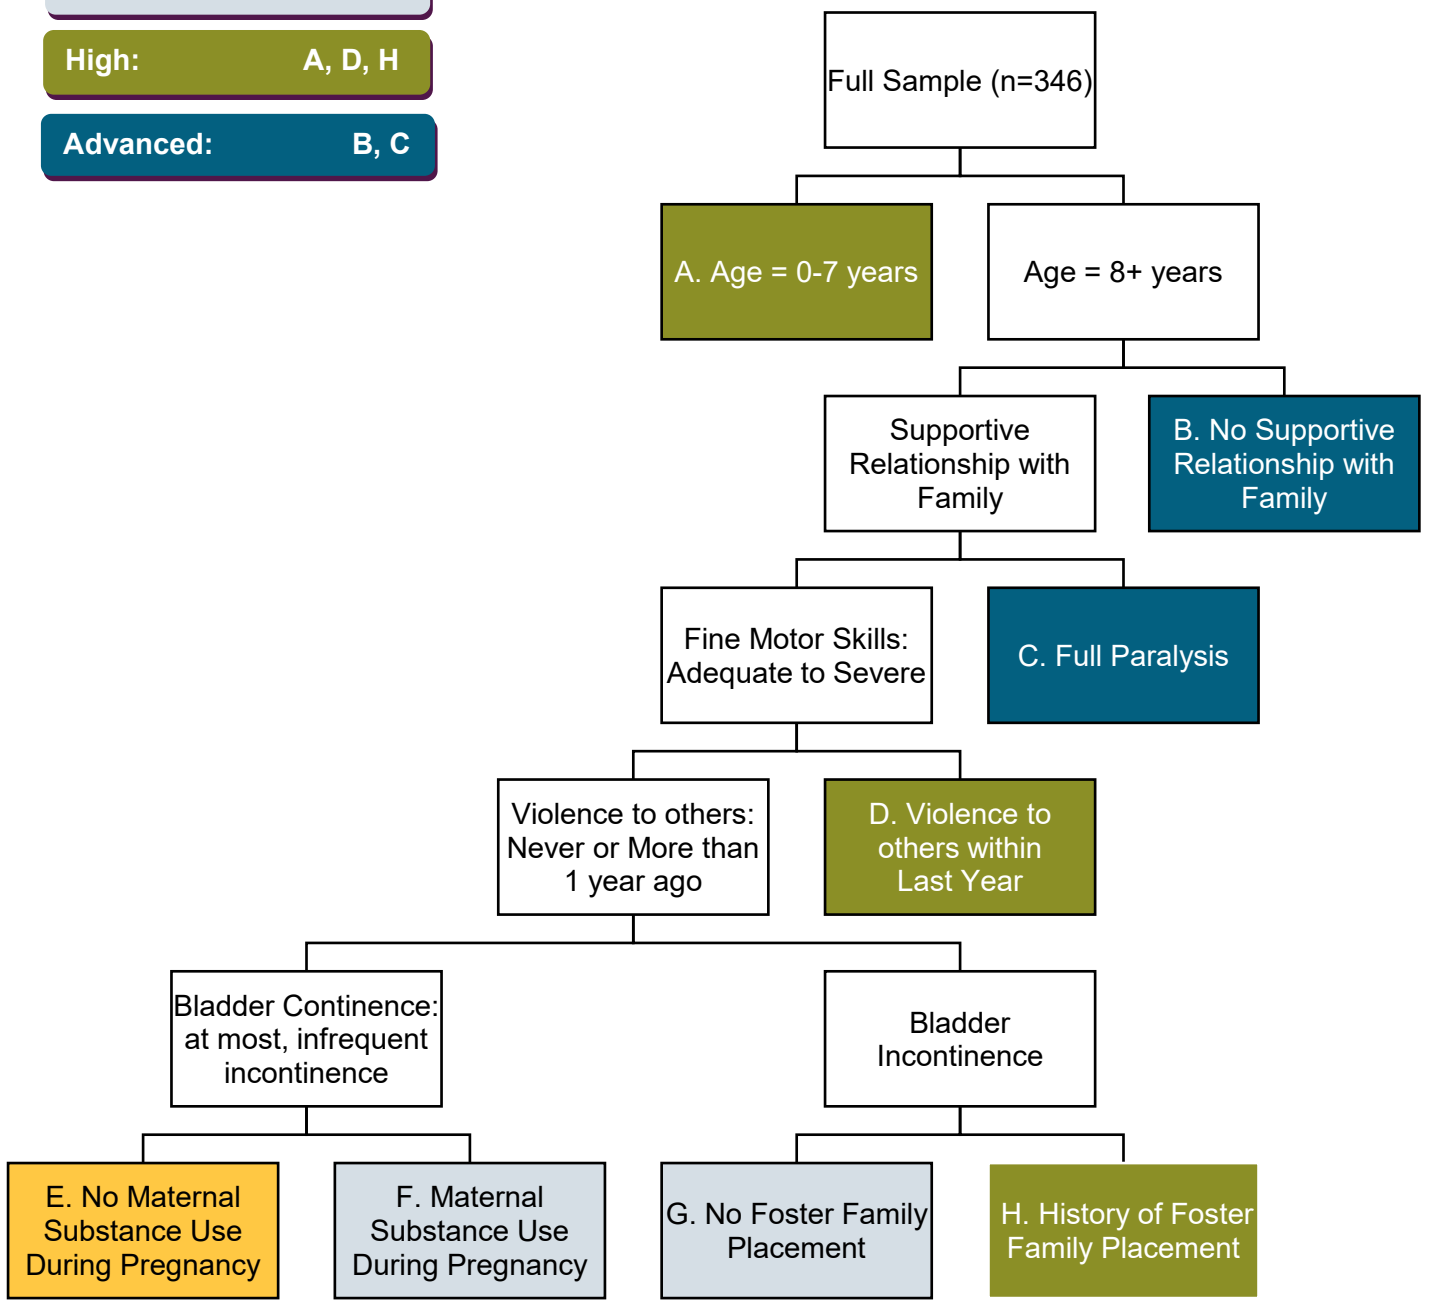 High: A, D, H
Advanced: B, C
Full Sample (n=346)
A. Age = 0-7 years
Age = 8+ years
Supportive
Relationship with
Family
B. No Supportive
Relationship with
Family
Fine Motor Skills:
Adequate to Severe
C. Full Paralysis
Violence to others:
Never or More than
1 year ago
D. Violence to
others within
Last Year
Bladder Continence:
at most, infrequent
incontinence
Bladder
Incontinence
E. No Maternal
Substance Use
During Pregnancy
F. Maternal
Substance Use
During Pregnancy
G. No Foster Family
Placement
H. History of Foster
Family Placement